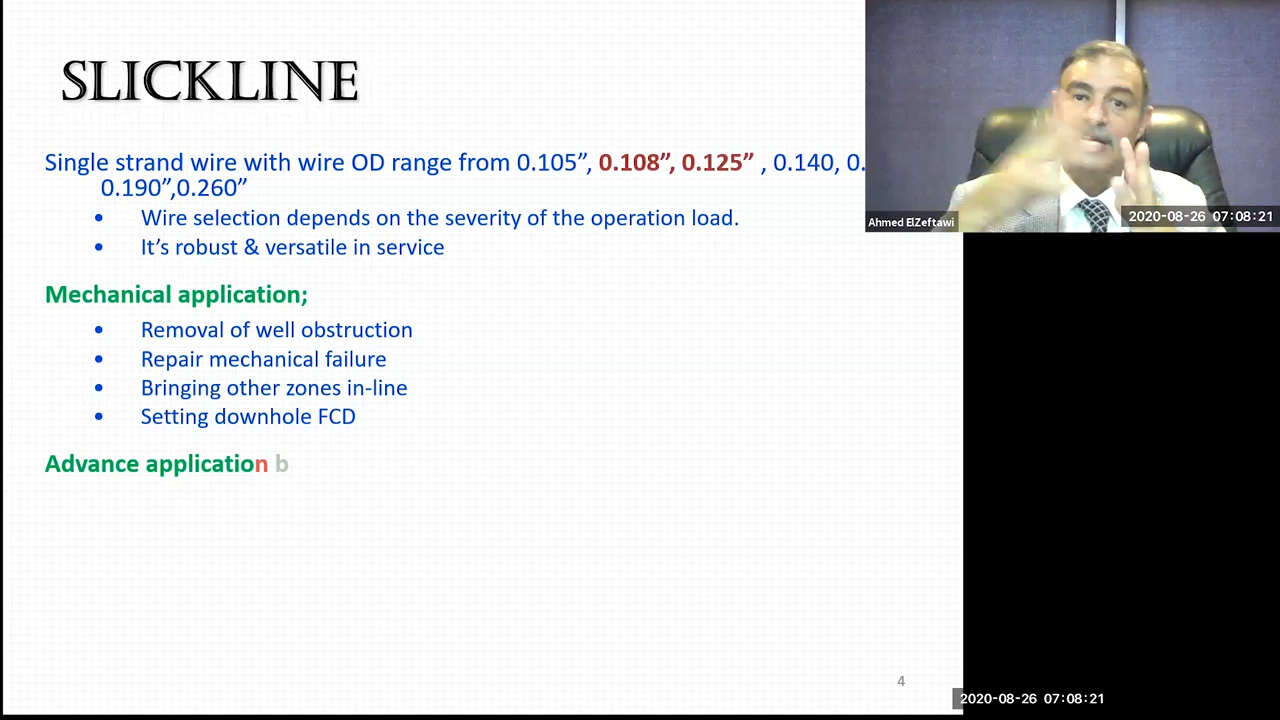 SLICKLINE
Single strand wire with wire OD range from 0.105”, 0.108”, 0.125” , 0.140, 0.
0.190”,0.260”
• Wire selection depends on the severity of the operation load.
• It’s robust & versatile in service
Mechanical application;
• Removal of well obstruction
• Repair mechanical failure
• Bringing other zones in-line
• Setting downhole FCD
Advance application b
4
Ahmed ElZeftawi
2020-08-26 07:08:21
2020-08-26 07:08:21